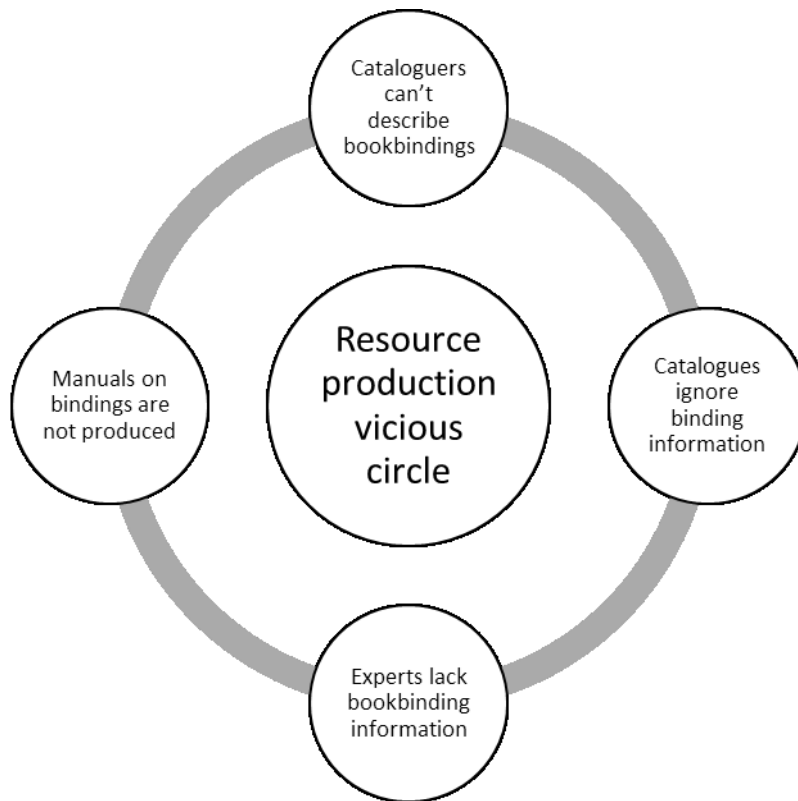 Cataloguers
can't
describe
bookbindings
Resource
production
vicious
circle
Catalogues
ignore
binding
information
Manuals on
bindings are
not produced
Experts lack
bookbinding
information